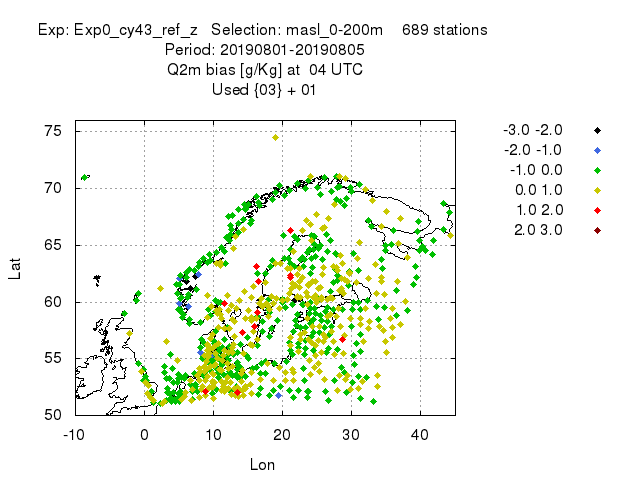 Exp: Exp0_cy43_ref_z   Selection: masl_0-200m    689 stations
Period: 20190801-20190805
Q2m bias [g/Kg] at  04 UTC
Used {03} + 01
75
70
65
60
55
50
Lat
-10 0 10 20 30 40
Lon
-3.0 -2.0
-2.0 -1.0
-1.0 0.0
0.0 1.0
1.0 2.0
2.0 3.0